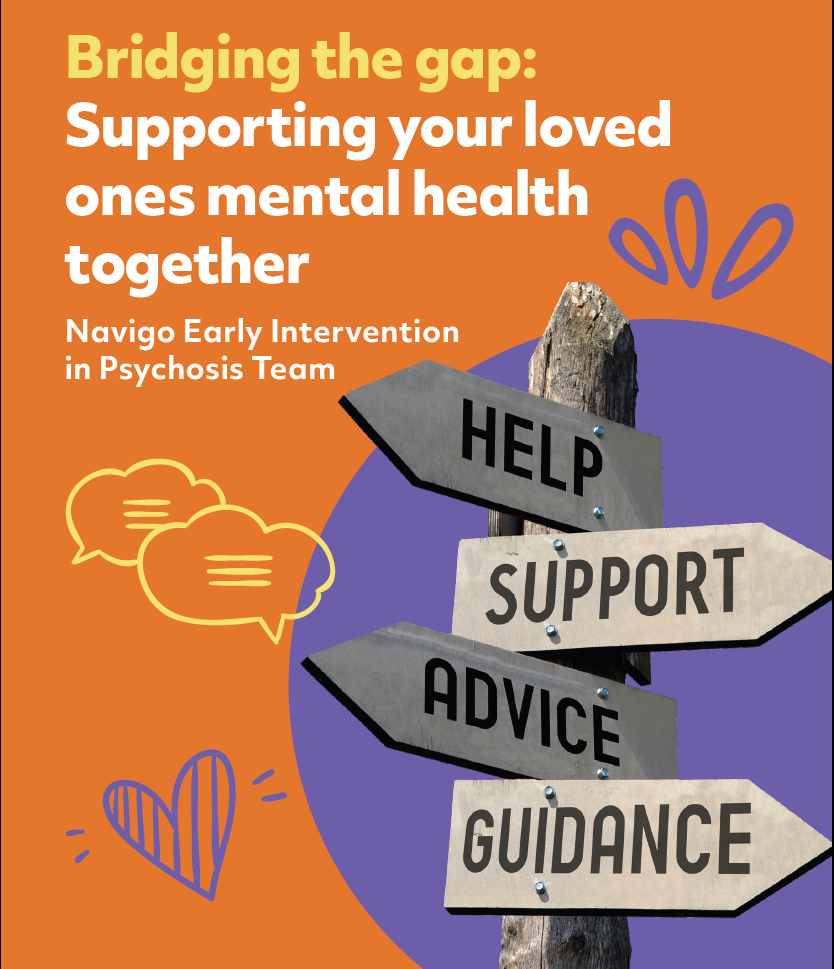 Bridging the gap:
Supporting your loved
ones mental health
together
Navigo Early Intervention
in Psychosis Team
HELP
SUPPORT
ADVICE
GUIDANCE